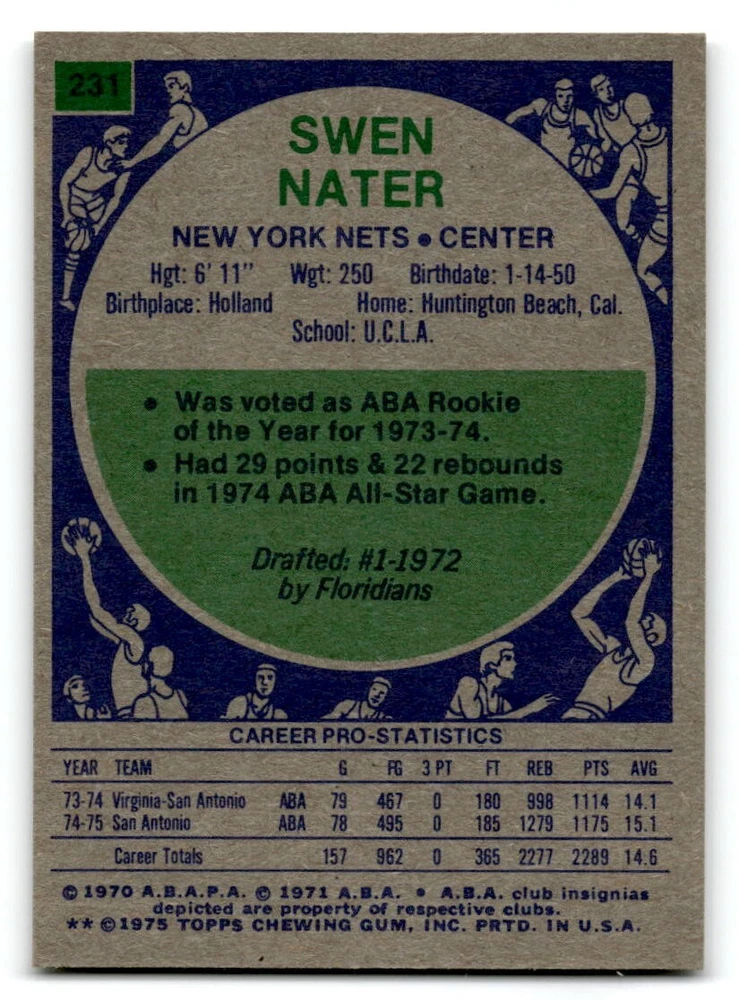 231
SWEN
NATER
NEW YORK NETS • CENTER
Hgt: 6' 11" Wgt: 250 Birthdate: 1-14-50
Birthplace: Holland Home: Huntington Beach, Cal.
School: U.C.L.A.
• Was voted as ABA Rookie
of the Year for 1973-74.
• Had 29 points & 22 rebounds
in 1974 ABA All-Star Game.
Drafted: #1-1972
by Floridians
CAREER PRO-STATISTICS
YEAR TEAM G FG 3 PT FT REB PTS AVG
73-74 Virginia-San Antonio ABA 79 467 0 180 998 1114 14.1
74-75 San Antonio ABA 78 495 0 185 1279 1175 15.1
Career Totals 157 962 0 365 2277 2289 14.6
© 1970 A.B.A.P.A. © 1971 A.B.A. • A.B.A. club insignias
depicted are property of respective clubs.
** © 1975 TOPPS CHEWING GUM, INC. PRTD. IN U.S.A.